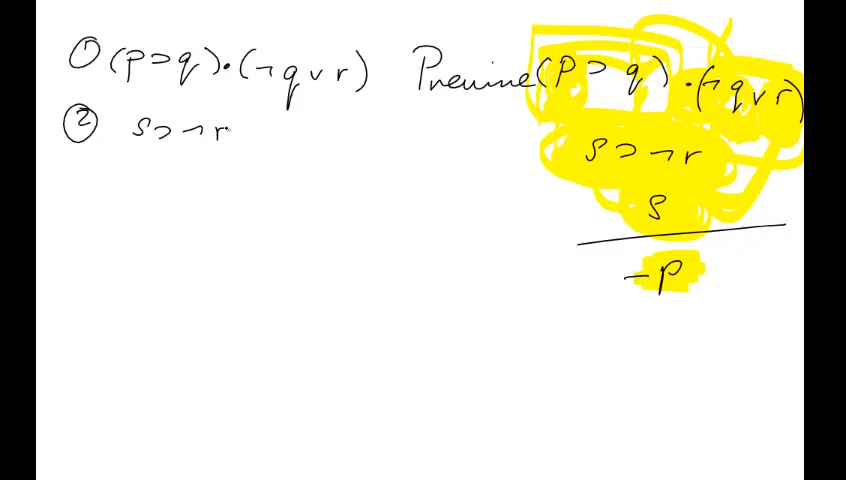 ① (p ⊃ q) · (¬q ∨ r) Premise
② s ⊃ ¬r
(p ⊃ q) · (¬q ∨ r)
s ⊃ ¬r
s
¬p